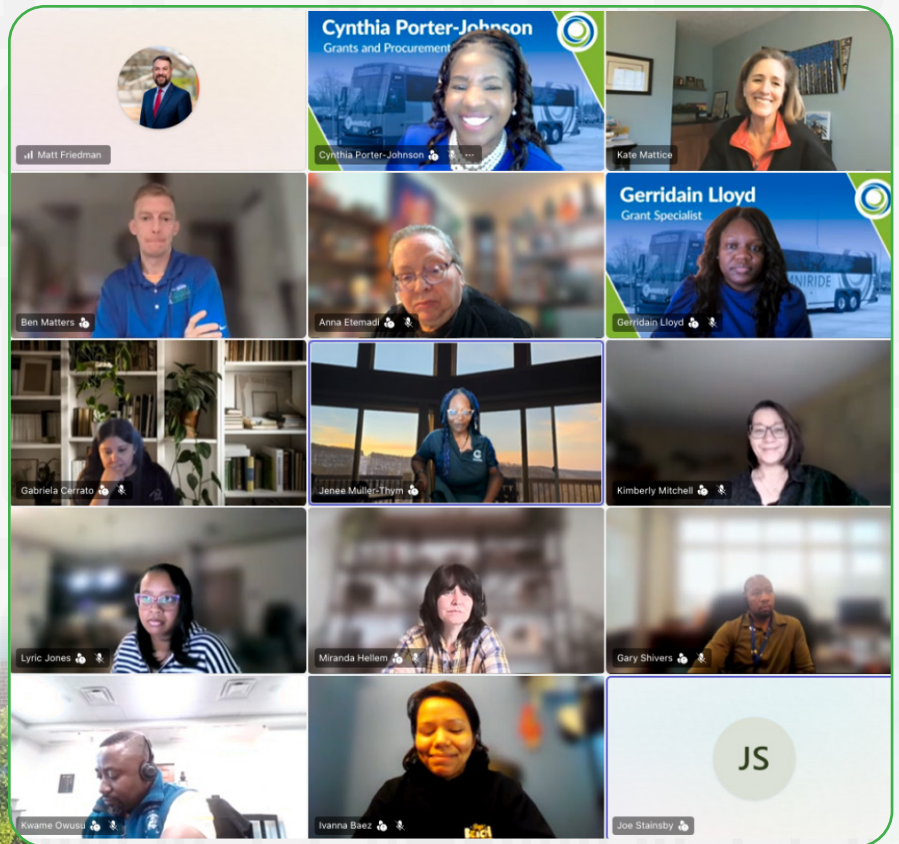 Matt Friedman
Cynthia Porter-Johnson
Grants and Procurement
Cynthia Porter-Johnson
Kate Mattice
Ben Matters
Anna Etemadi
Gerridain Lloyd
Grant Specialist
MNIRIDE
Gerridain Lloyd
Gabriela Cerrato
Jenee Muller-Thym
Kimberly Mitchell
Lyric Jones
Miranda Hellem
Gary Shivers
Kwame Owusu
Ivanna Baez
JS
Joe Stainsby